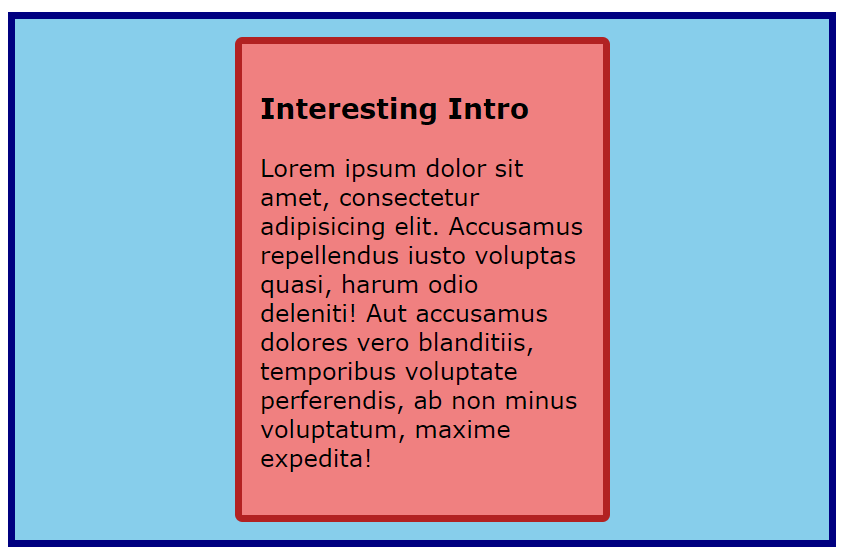 Interesting Intro
Lorem ipsum dolor sit
amet, consectetur
adipisicing elit. Accusamus
repellendus iusto voluptas
quasi, harum odio
deleniti! Aut accusamus
dolores vero blanditiis,
temporibus voluptate
perferendis, ab non minus
voluptatum, maxime
expedita!